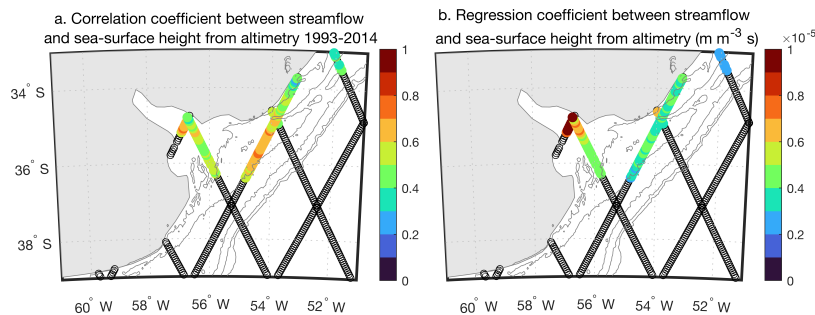 a. Correlation coefficient between streamflow
and sea-surface height from altimetry 1993-2014
34° S
36° S
38° S
60° W
58° W
56° W
54° W
52° W
1
0.8
0.6
0.4
0.2
0
b. Regression coefficient between streamflow
and sea-surface height from altimetry (m m⁻³ s)
×10⁻⁵
34° S
36° S
38° S
60° W
58° W
56° W
54° W
52° W
1
0.8
0.6
0.4
0.2
0